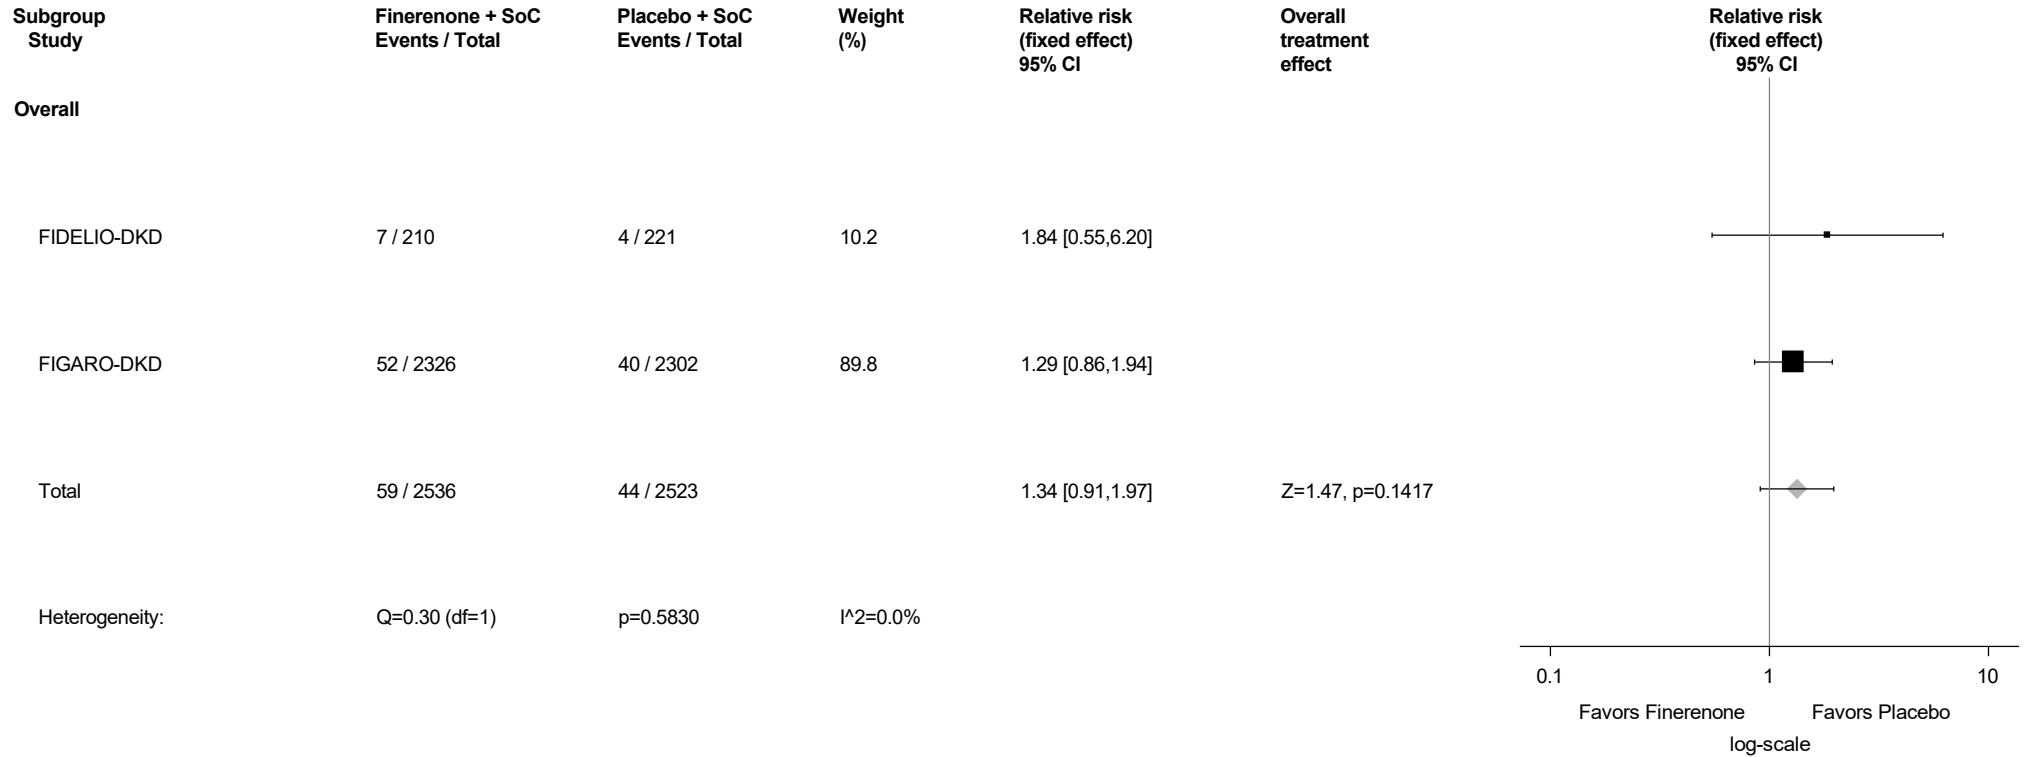 Subgroup Finerenone + SoC Placebo + SoC Weight Relative risk Overall Relative risk
Study Events / Total Events / Total (%) (fixed effect) treatment (fixed effect)
95% CI effect 95% CI
Overall
FIDELIO-DKD 7 / 210 4 / 221 10.2 1.84 [0.55,6.20]
FIGARO-DKD 52 / 2326 40 / 2302 89.8 1.29 [0.86,1.94]
Total 59 / 2536 44 / 2523 1.34 [0.91,1.97] Z=1.47, p=0.1417
Heterogeneity: Q=0.30 (df=1) p=0.5830 I^2=0.0%
0.1 1 10
Favors Finerenone Favors Placebo
log-scale